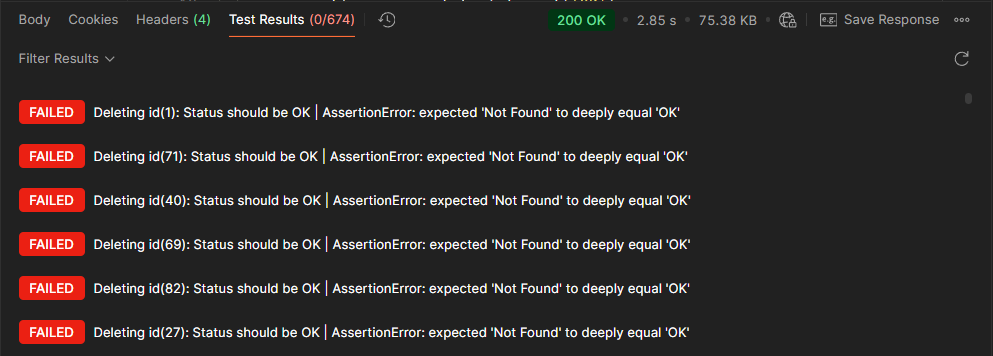 Body Cookies Headers (4) Test Results (0/674) 200 OK • 2.85 s • 75.38 KB • e.g. Save Response
Filter Results
FAILED Deleting id(1): Status should be OK | AssertionError: expected 'Not Found' to deeply equal 'OK'
FAILED Deleting id(71): Status should be OK | AssertionError: expected 'Not Found' to deeply equal 'OK'
FAILED Deleting id(40): Status should be OK | AssertionError: expected 'Not Found' to deeply equal 'OK'
FAILED Deleting id(69): Status should be OK | AssertionError: expected 'Not Found' to deeply equal 'OK'
FAILED Deleting id(82): Status should be OK | AssertionError: expected 'Not Found' to deeply equal 'OK'
FAILED Deleting id(27): Status should be OK | AssertionError: expected 'Not Found' to deeply equal 'OK'